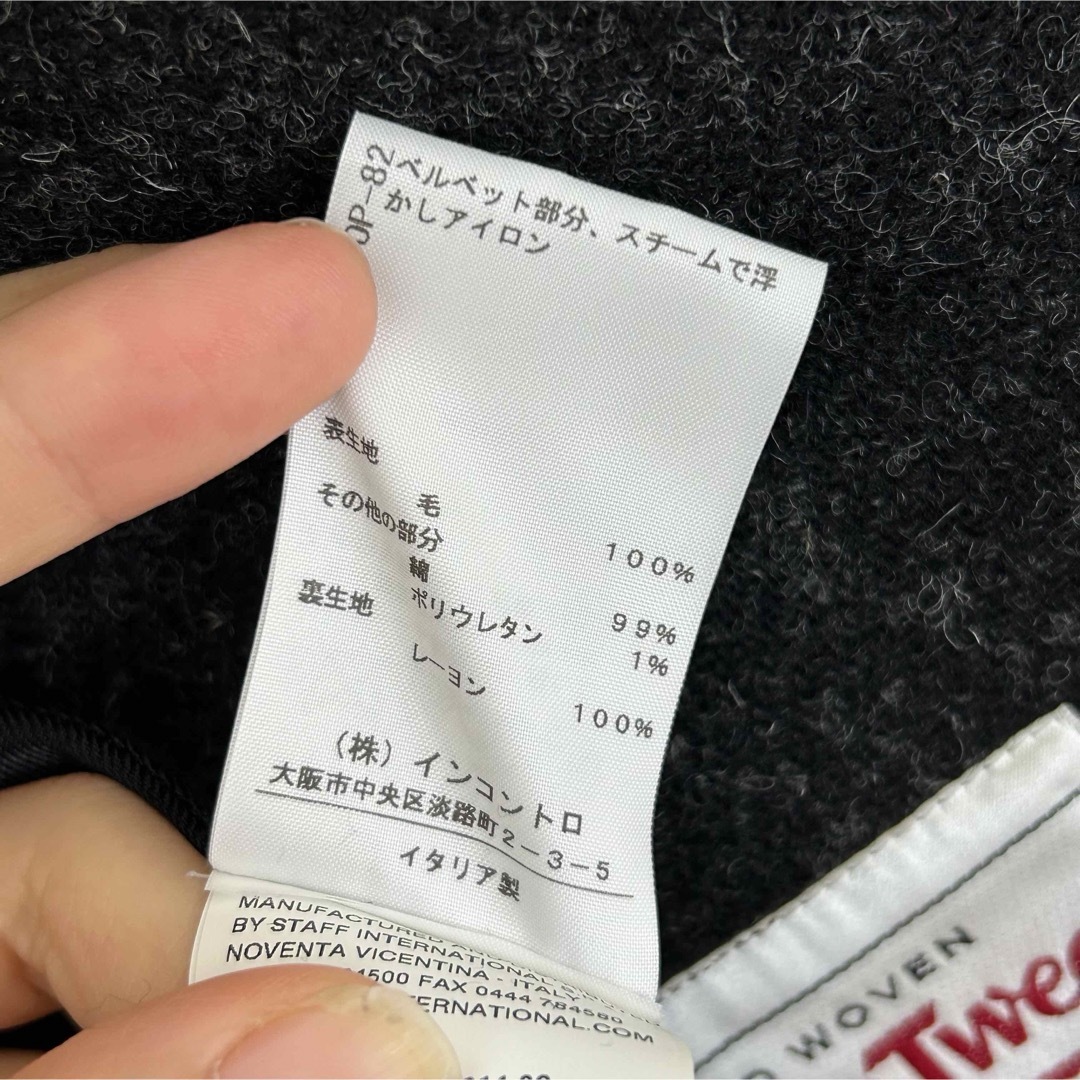 JP-82ベルベット部分、スチームで浮
かしアイロン
表生地
毛 100%
その他の部分
綿 99%
ポリウレタン 1%
裏生地
レーヨン 100%
(株)インコントロ
大阪市中央区淡路町2-3-5
イタリア製
MANUFACTURED
BY STAFF INTERNATIONAL
NOVENTA VICENTINA - ITALY
FAX 0444 784580
WOVEN